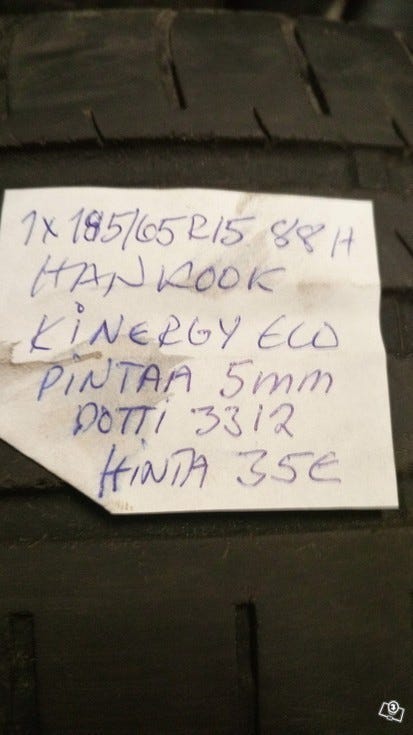 1X 185/65R15 88H
HANKOOK
KiNERGY ECO
PiNTAA 5mm
DOTTi 3312
HiNTA 35€